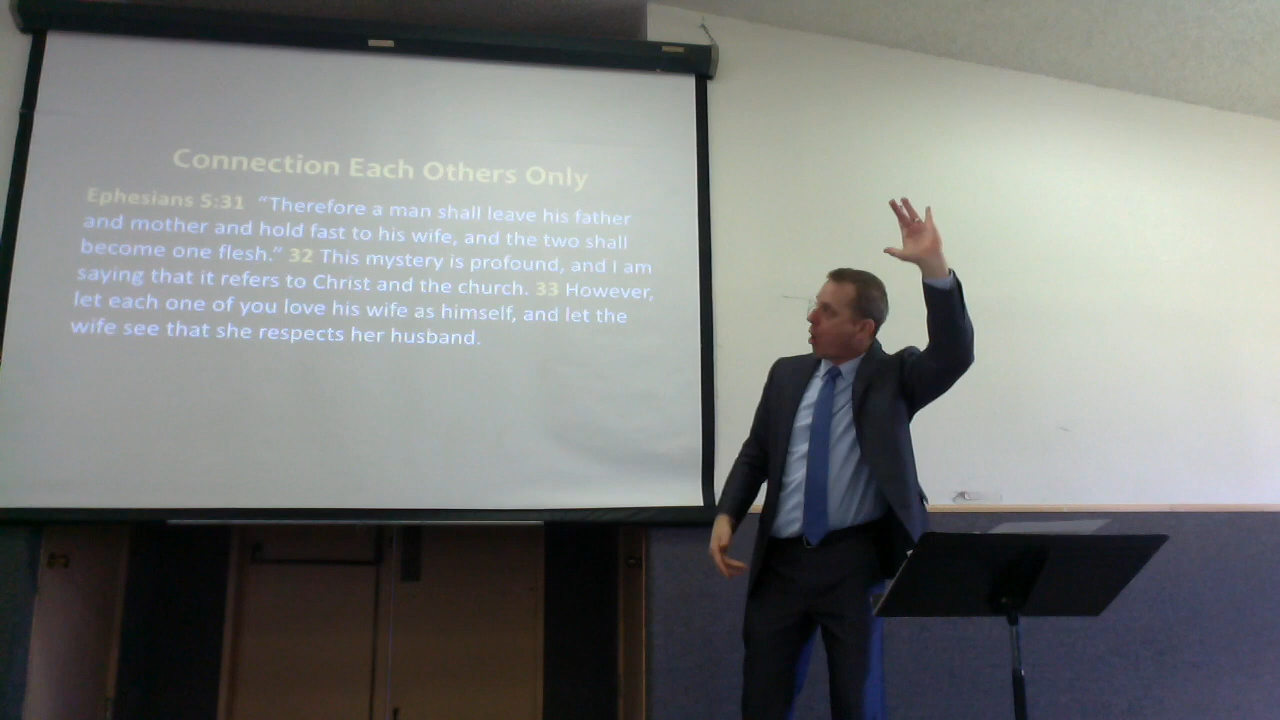 Connection Each Others Only
Ephesians 5:31 “Therefore a man shall leave his father
and mother and hold fast to his wife, and the two shall
become one flesh.” 32 This mystery is profound, and I am
saying that it refers to Christ and the church. 33 However,
let each one of you love his wife as himself, and let the
wife see that she respects her husband.